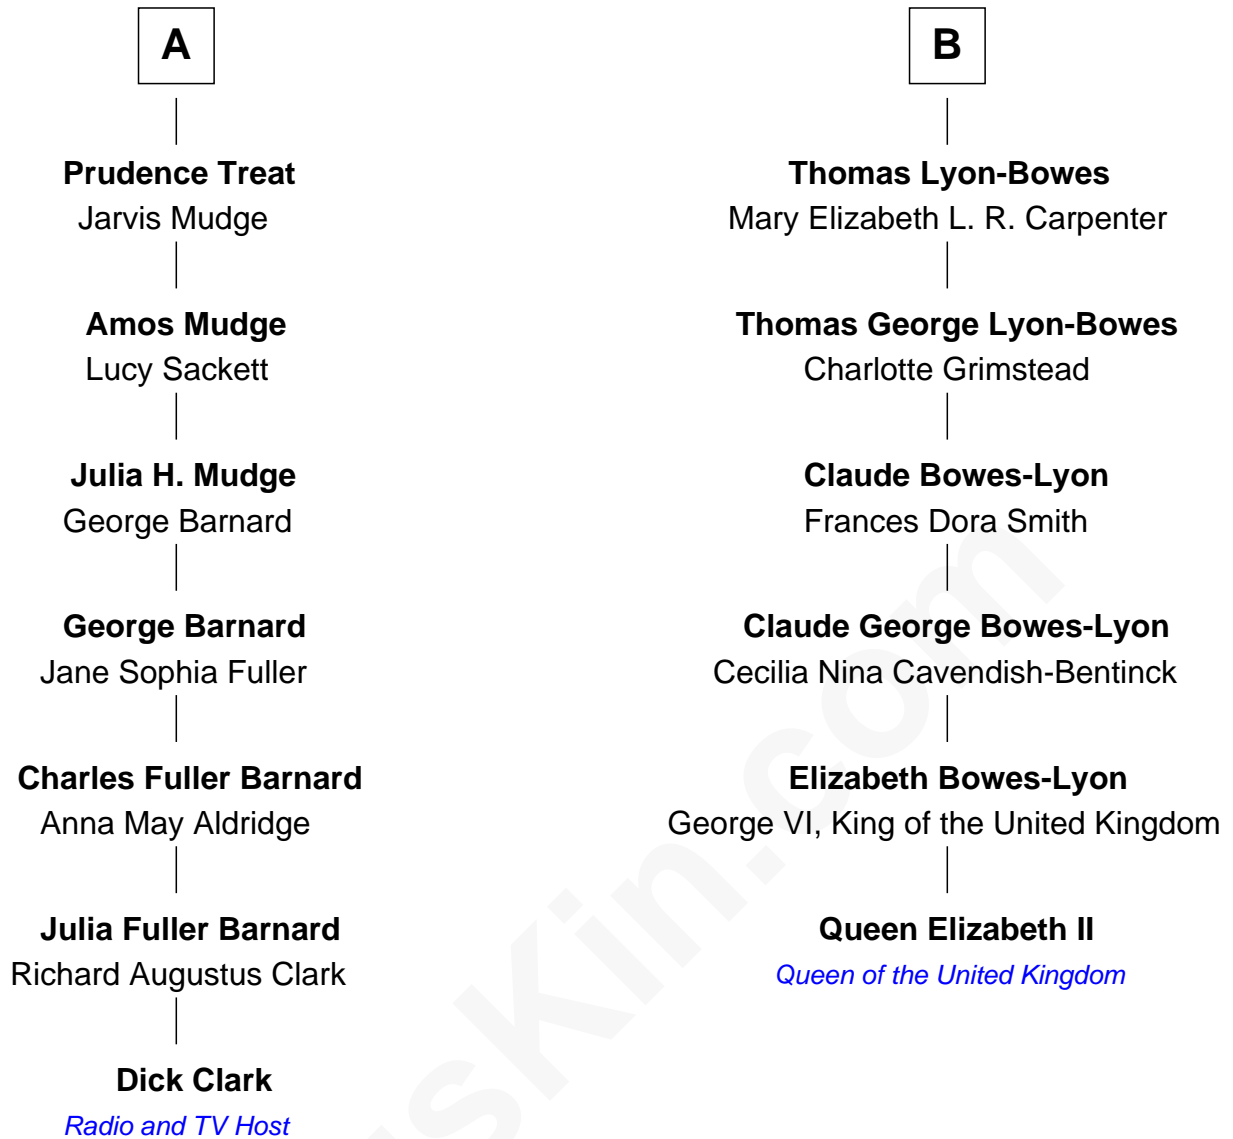 A
Prudence Treat
Jarvis Mudge
Amos Mudge
Lucy Sackett
Julia H. Mudge
George Barnard
George Barnard
Jane Sophia Fuller
Charles Fuller Barnard
Anna May Aldridge
Julia Fuller Barnard
Richard Augustus Clark
Dick Clark
Radio and TV Host
B
Thomas Lyon-Bowes
Mary Elizabeth L. R. Carpenter
Thomas George Lyon-Bowes
Charlotte Grimstead
Claude Bowes-Lyon
Frances Dora Smith
Claude George Bowes-Lyon
Cecilia Nina Cavendish-Bentinck
Elizabeth Bowes-Lyon
George VI, King of the United Kingdom
Queen Elizabeth II
Queen of the United Kingdom